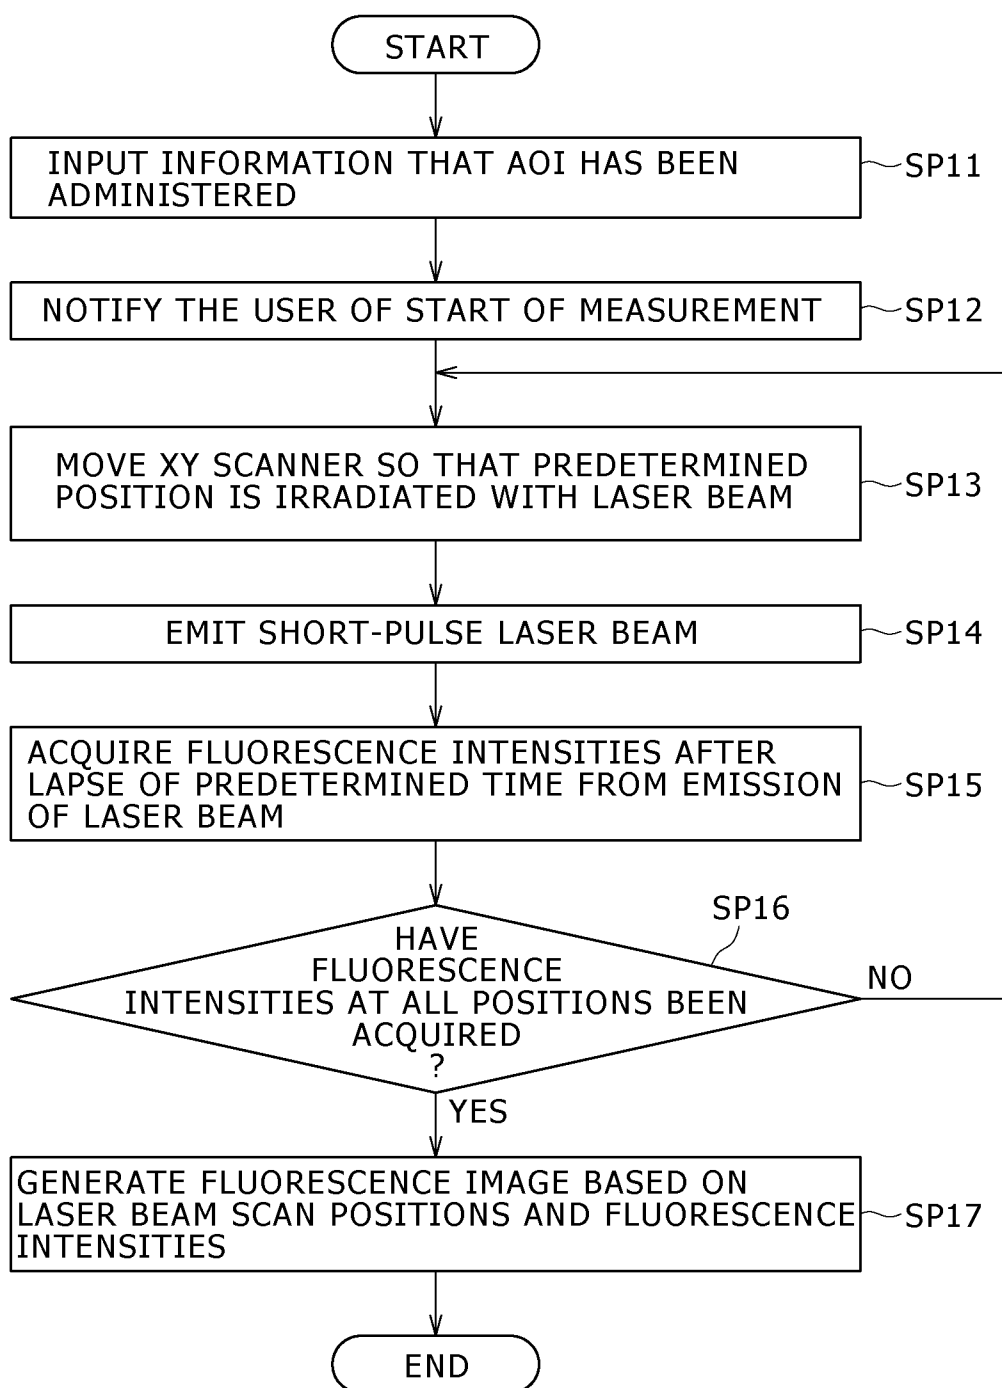 START
INPUT INFORMATION THAT AOI HAS BEEN
ADMINISTERED
SP11
NOTIFY THE USER OF START OF MEASUREMENT
SP12
MOVE XY SCANNER SO THAT PREDETERMINED
POSITION IS IRRADIATED WITH LASER BEAM
SP13
EMIT SHORT-PULSE LASER BEAM
SP14
ACQUIRE FLUORESCENCE INTENSITIES AFTER
LAPSE OF PREDETERMINED TIME FROM EMISSION
OF LASER BEAM
SP15
SP16
HAVE
FLUORESCENCE
INTENSITIES AT ALL POSITIONS BEEN
ACQUIRED
?
NO
YES
GENERATE FLUORESCENCE IMAGE BASED ON
LASER BEAM SCAN POSITIONS AND FLUORESCENCE
INTENSITIES
SP17
END